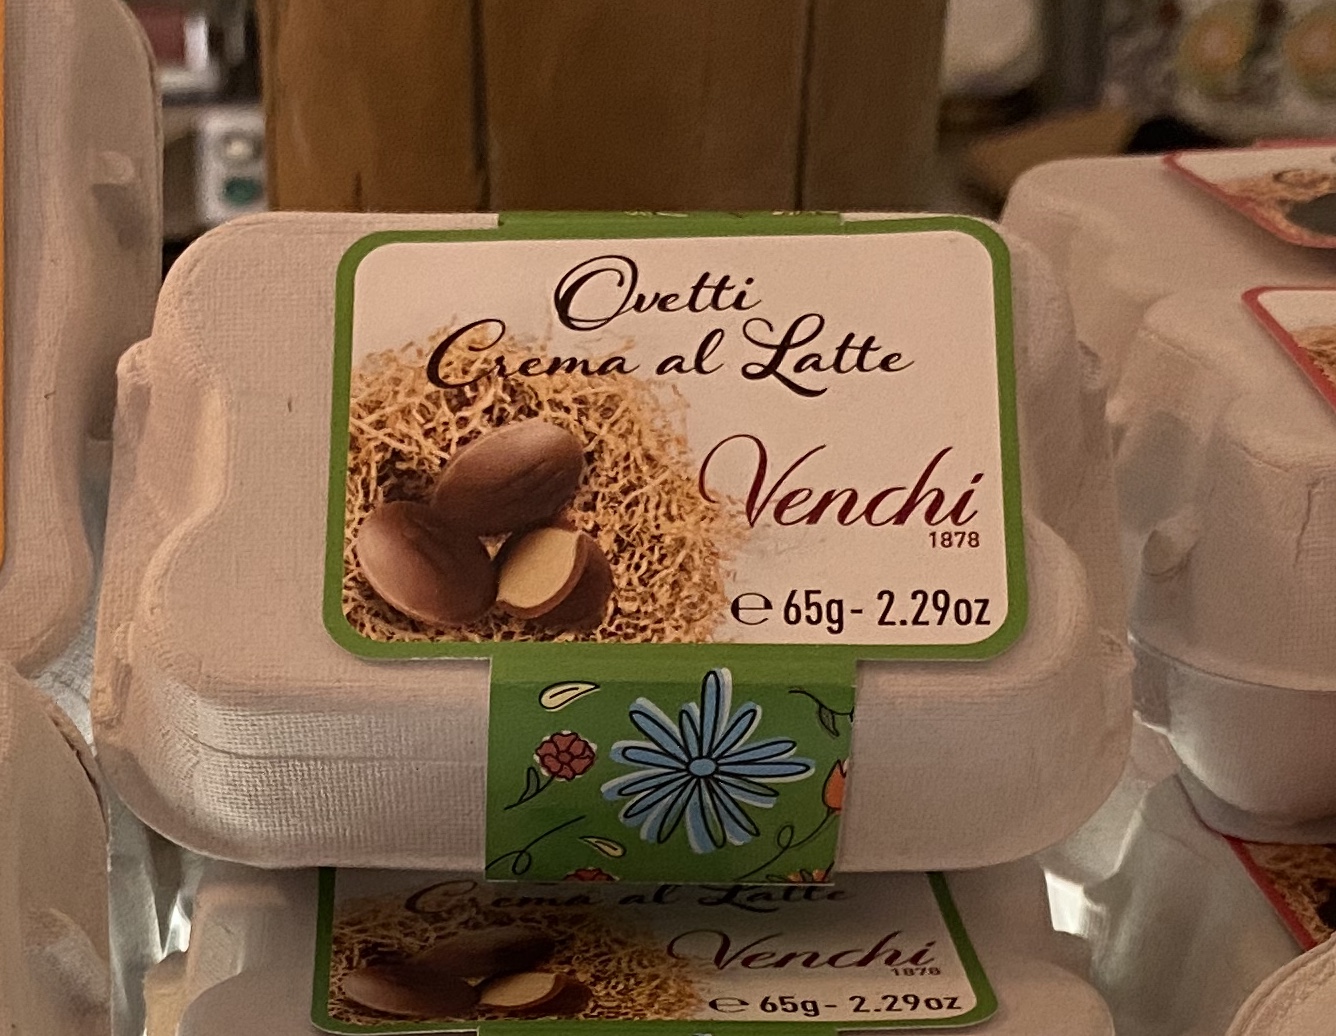 Ovetti
Crema al Latte
Venchi
1878
℮ 65g- 2.29oz
Crema al Latte
Venchi
1878
℮ 65g- 2.29oz